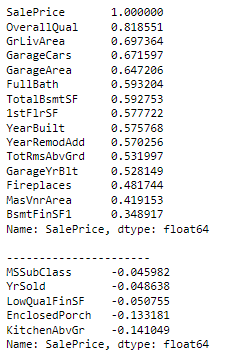 SalePrice 1.000000
OverallQual 0.818551
GrLivArea 0.697364
GarageCars 0.671597
GarageArea 0.647206
FullBath 0.593204
TotalBsmtSF 0.592753
1stFlrSF 0.577722
YearBuilt 0.575768
YearRemodAdd 0.570256
TotRmsAbvGrd 0.531997
GarageYrBlt 0.528149
Fireplaces 0.481744
MasVnrArea 0.419153
BsmtFinSF1 0.348917
Name: SalePrice, dtype: float64
----------------------
MSSubClass -0.045982
YrSold -0.048638
LowQualFinSF -0.050755
EnclosedPorch -0.133181
KitchenAbvGr -0.141049
Name: SalePrice, dtype: float64